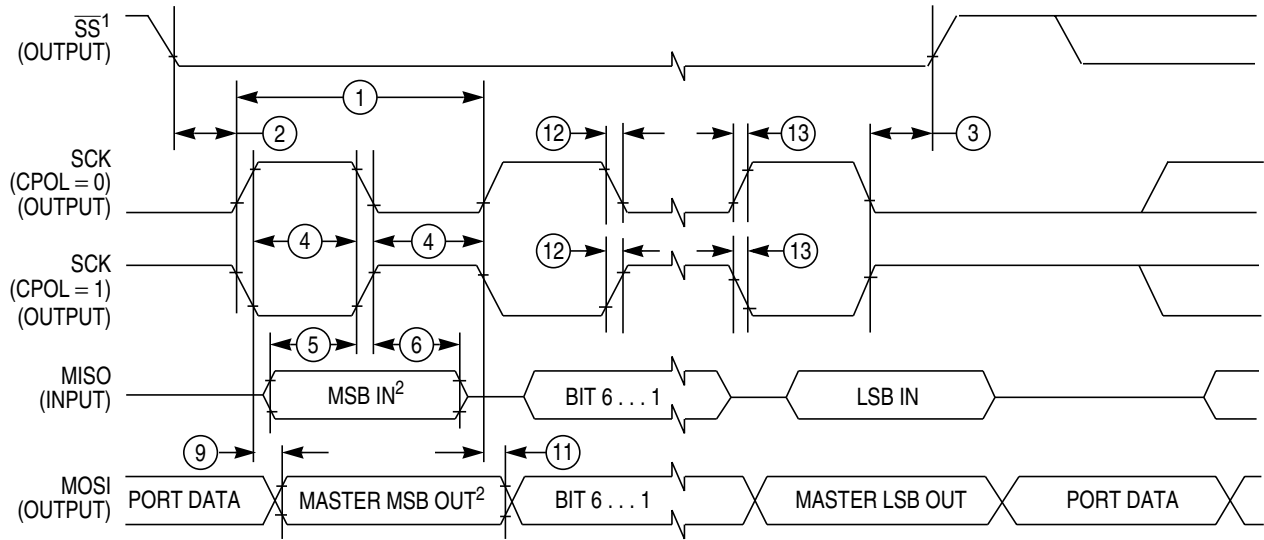 SS1
(OUTPUT)
1
2
12
13
3
SCK
(CPOL = 0)
(OUTPUT)
4
4
SCK
(CPOL = 1)
(OUTPUT)
12
13
5
6
MISO
(INPUT)
MSB IN2
BIT 6 . . . 1
LSB IN
9
11
MOSI
(OUTPUT)
PORT DATA
MASTER MSB OUT2
BIT 6 . . . 1
MASTER LSB OUT
PORT DATA